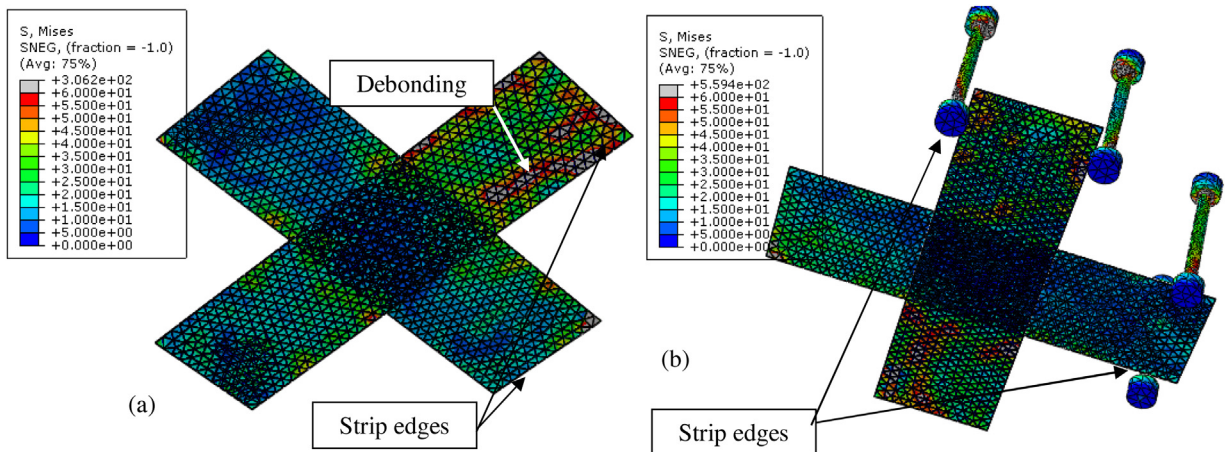 S, Mises
SNEG, (fraction = -1.0)
(Avg: 75%)
+3.062e+02
+6.000e+01
+5.500e+01
+5.000e+01
+4.500e+01
+4.000e+01
+3.500e+01
+3.000e+01
+2.500e+01
+2.000e+01
+1.500e+01
+1.000e+01
+5.000e+00
+0.000e+00
Debonding
(a)
Strip edges
(b)
S, Mises
SNEG, (fraction = -1.0)
(Avg: 75%)
+5.594e+02
+6.000e+01
+5.500e+01
+5.000e+01
+4.500e+01
+4.000e+01
+3.500e+01
+3.000e+01
+2.500e+01
+2.000e+01
+1.500e+01
+1.000e+01
+5.000e+00
+0.000e+00
Strip edges